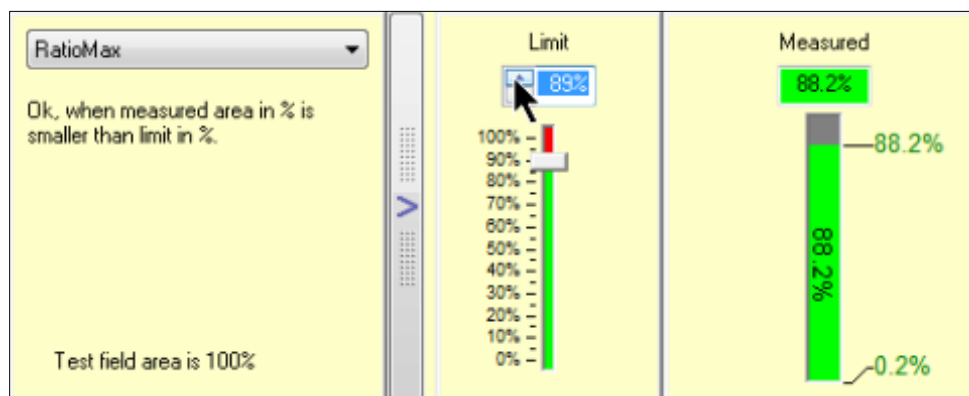 RatioMax
Ok, when measured area in % is
smaller than limit in %.
Test field area is 100%
>
Limit
89%
100%
90%
80%
70%
60%
50%
40%
30%
20%
10%
0%
Measured
88.2%
88.2%
88.2%
0.2%